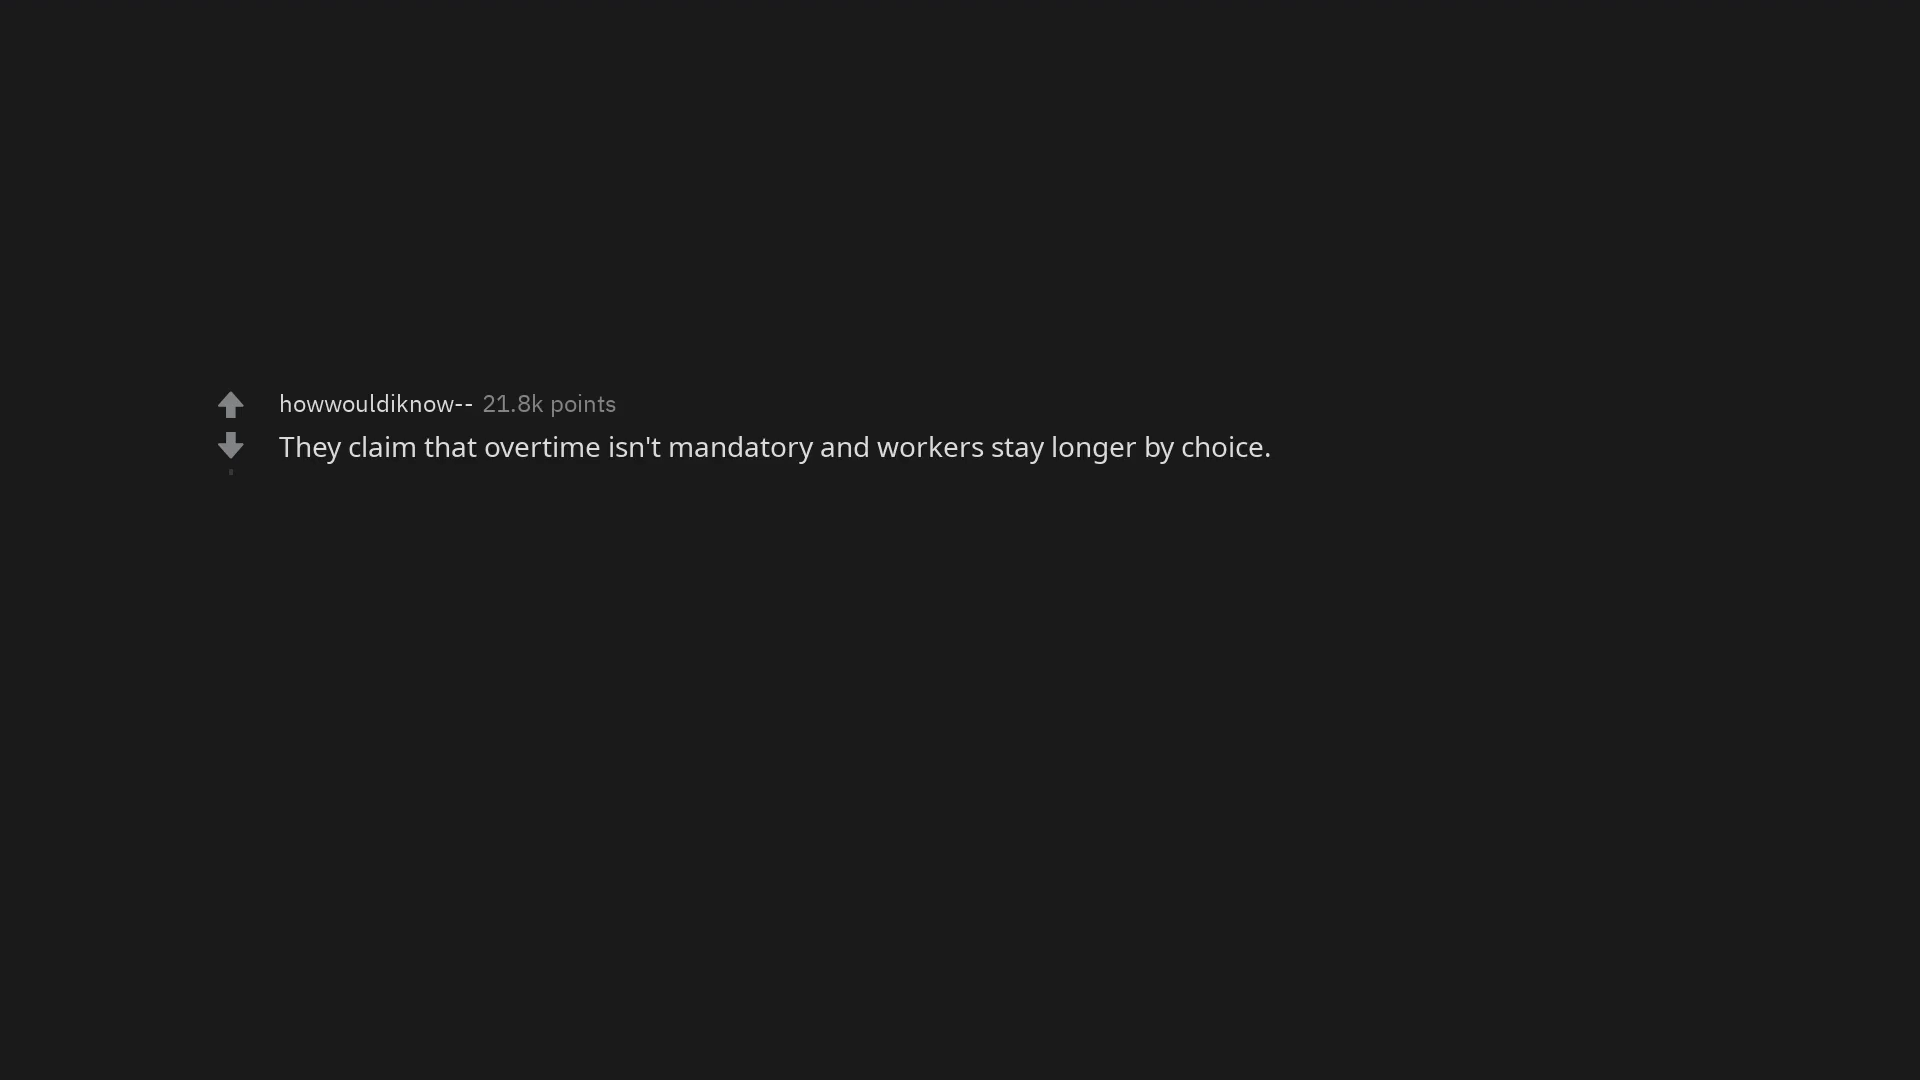 howwouldiknow-- 21.8k points
They claim that overtime isn't mandatory and workers stay longer by choice.